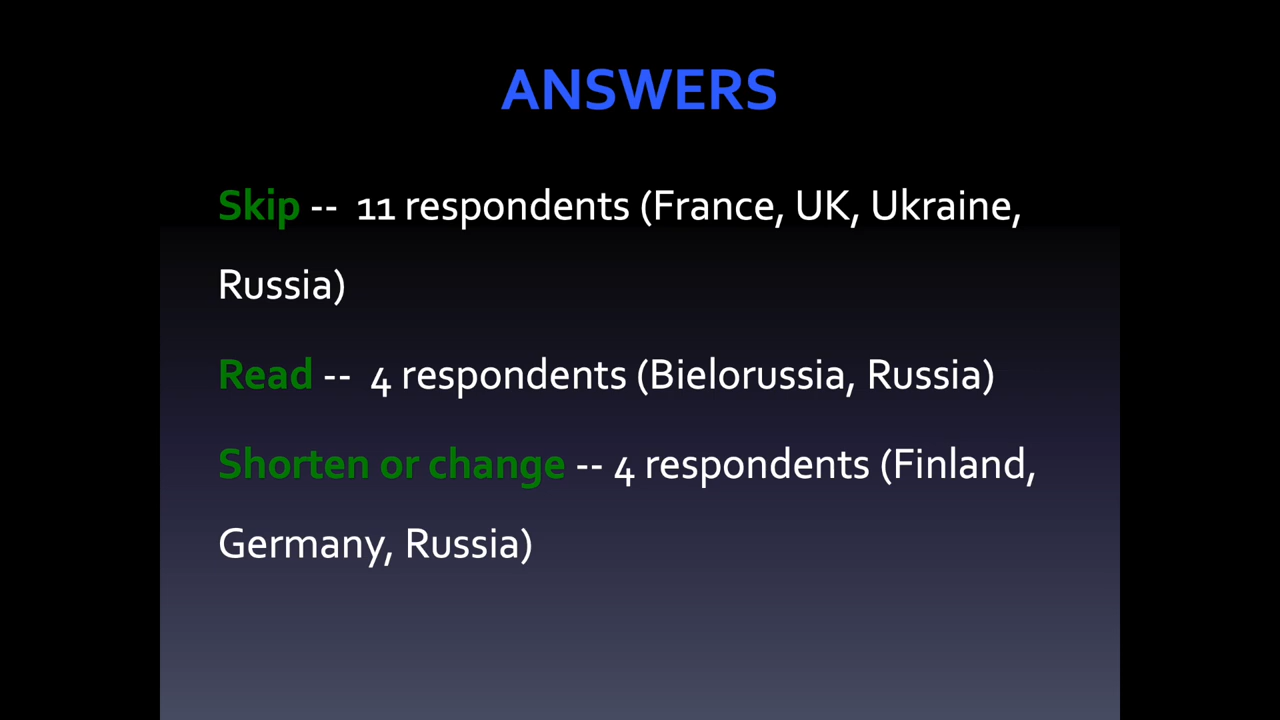 ANSWERS
Skip -- 11 respondents (France, UK, Ukraine,
Russia)
Read -- 4 respondents (Bielorussia, Russia)
Shorten or change -- 4 respondents (Finland,
Germany, Russia)